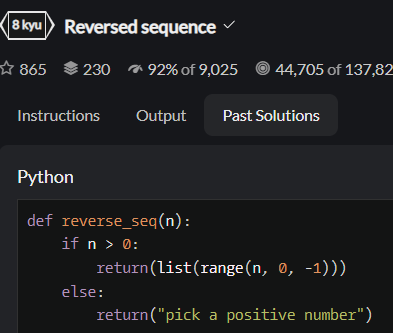 8 kyu Reversed sequence
865 230 92% of 9,025 44,705 of 137,82
Instructions Output Past Solutions
Python
def reverse_seq(n):
    if n > 0:
        return(list(range(n, 0, -1)))
    else:
        return("pick a positive number")